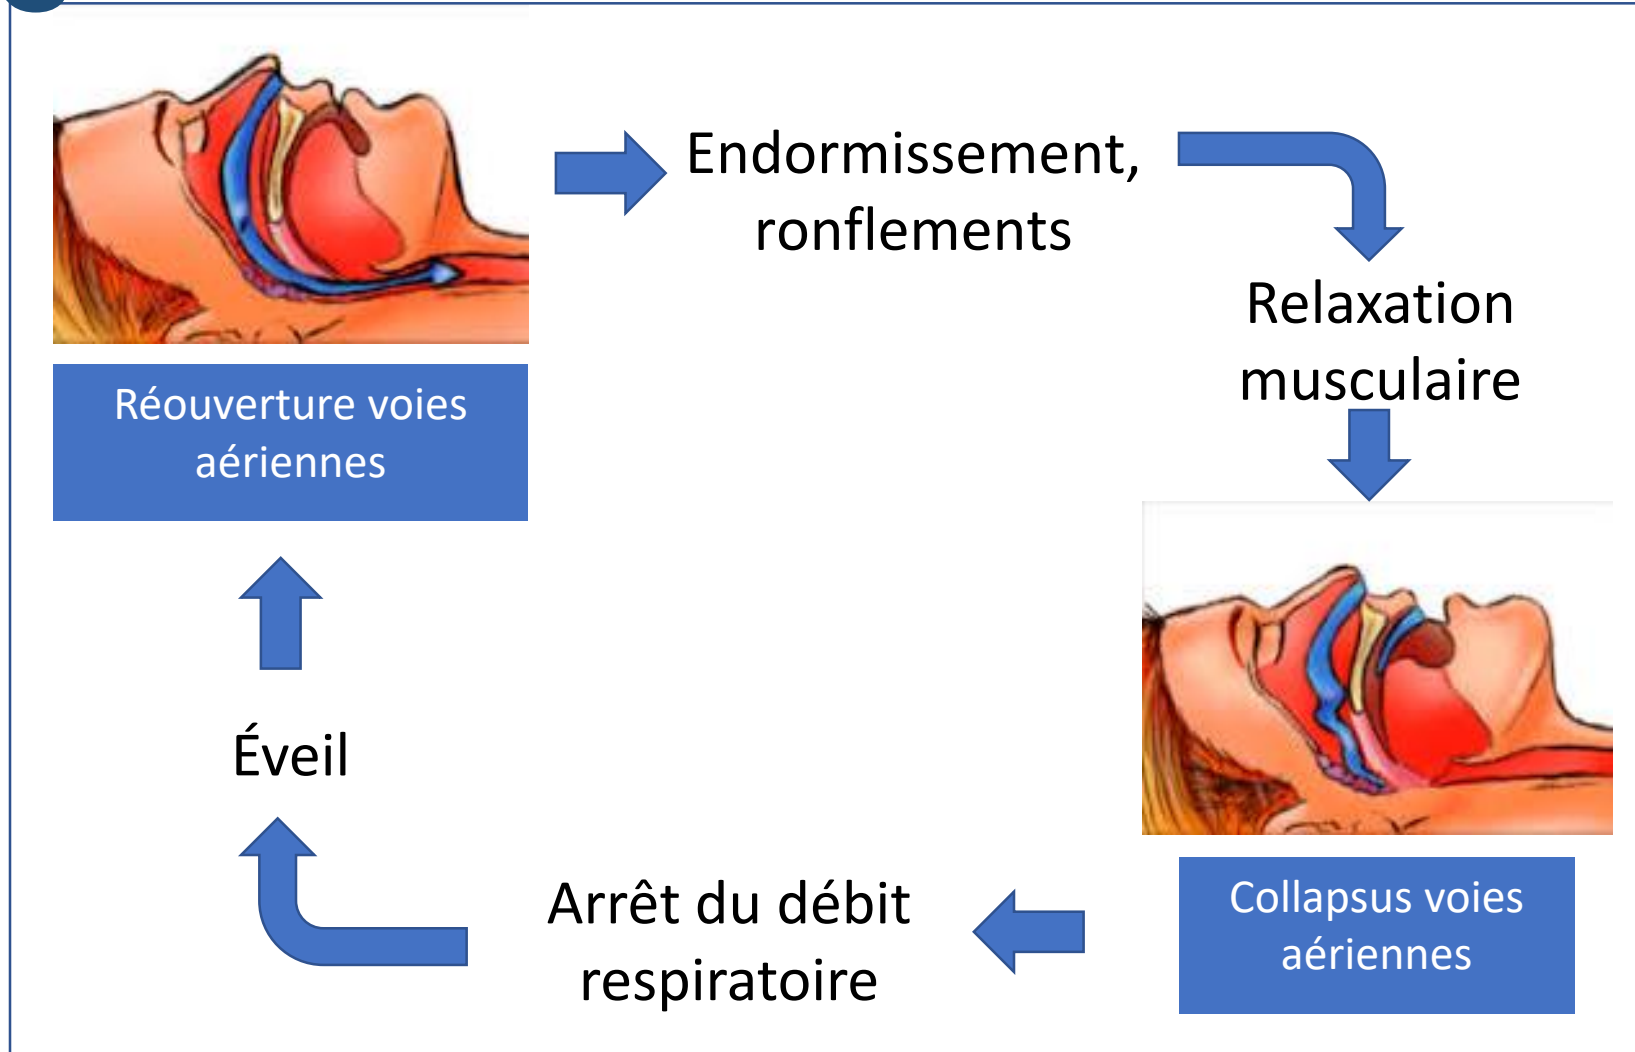 Endormissement,
ronflements
Relaxation
musculaire
Réouverture voies
aériennes
Éveil
Arrêt du débit
respiratoire
Collapsus voies
aériennes